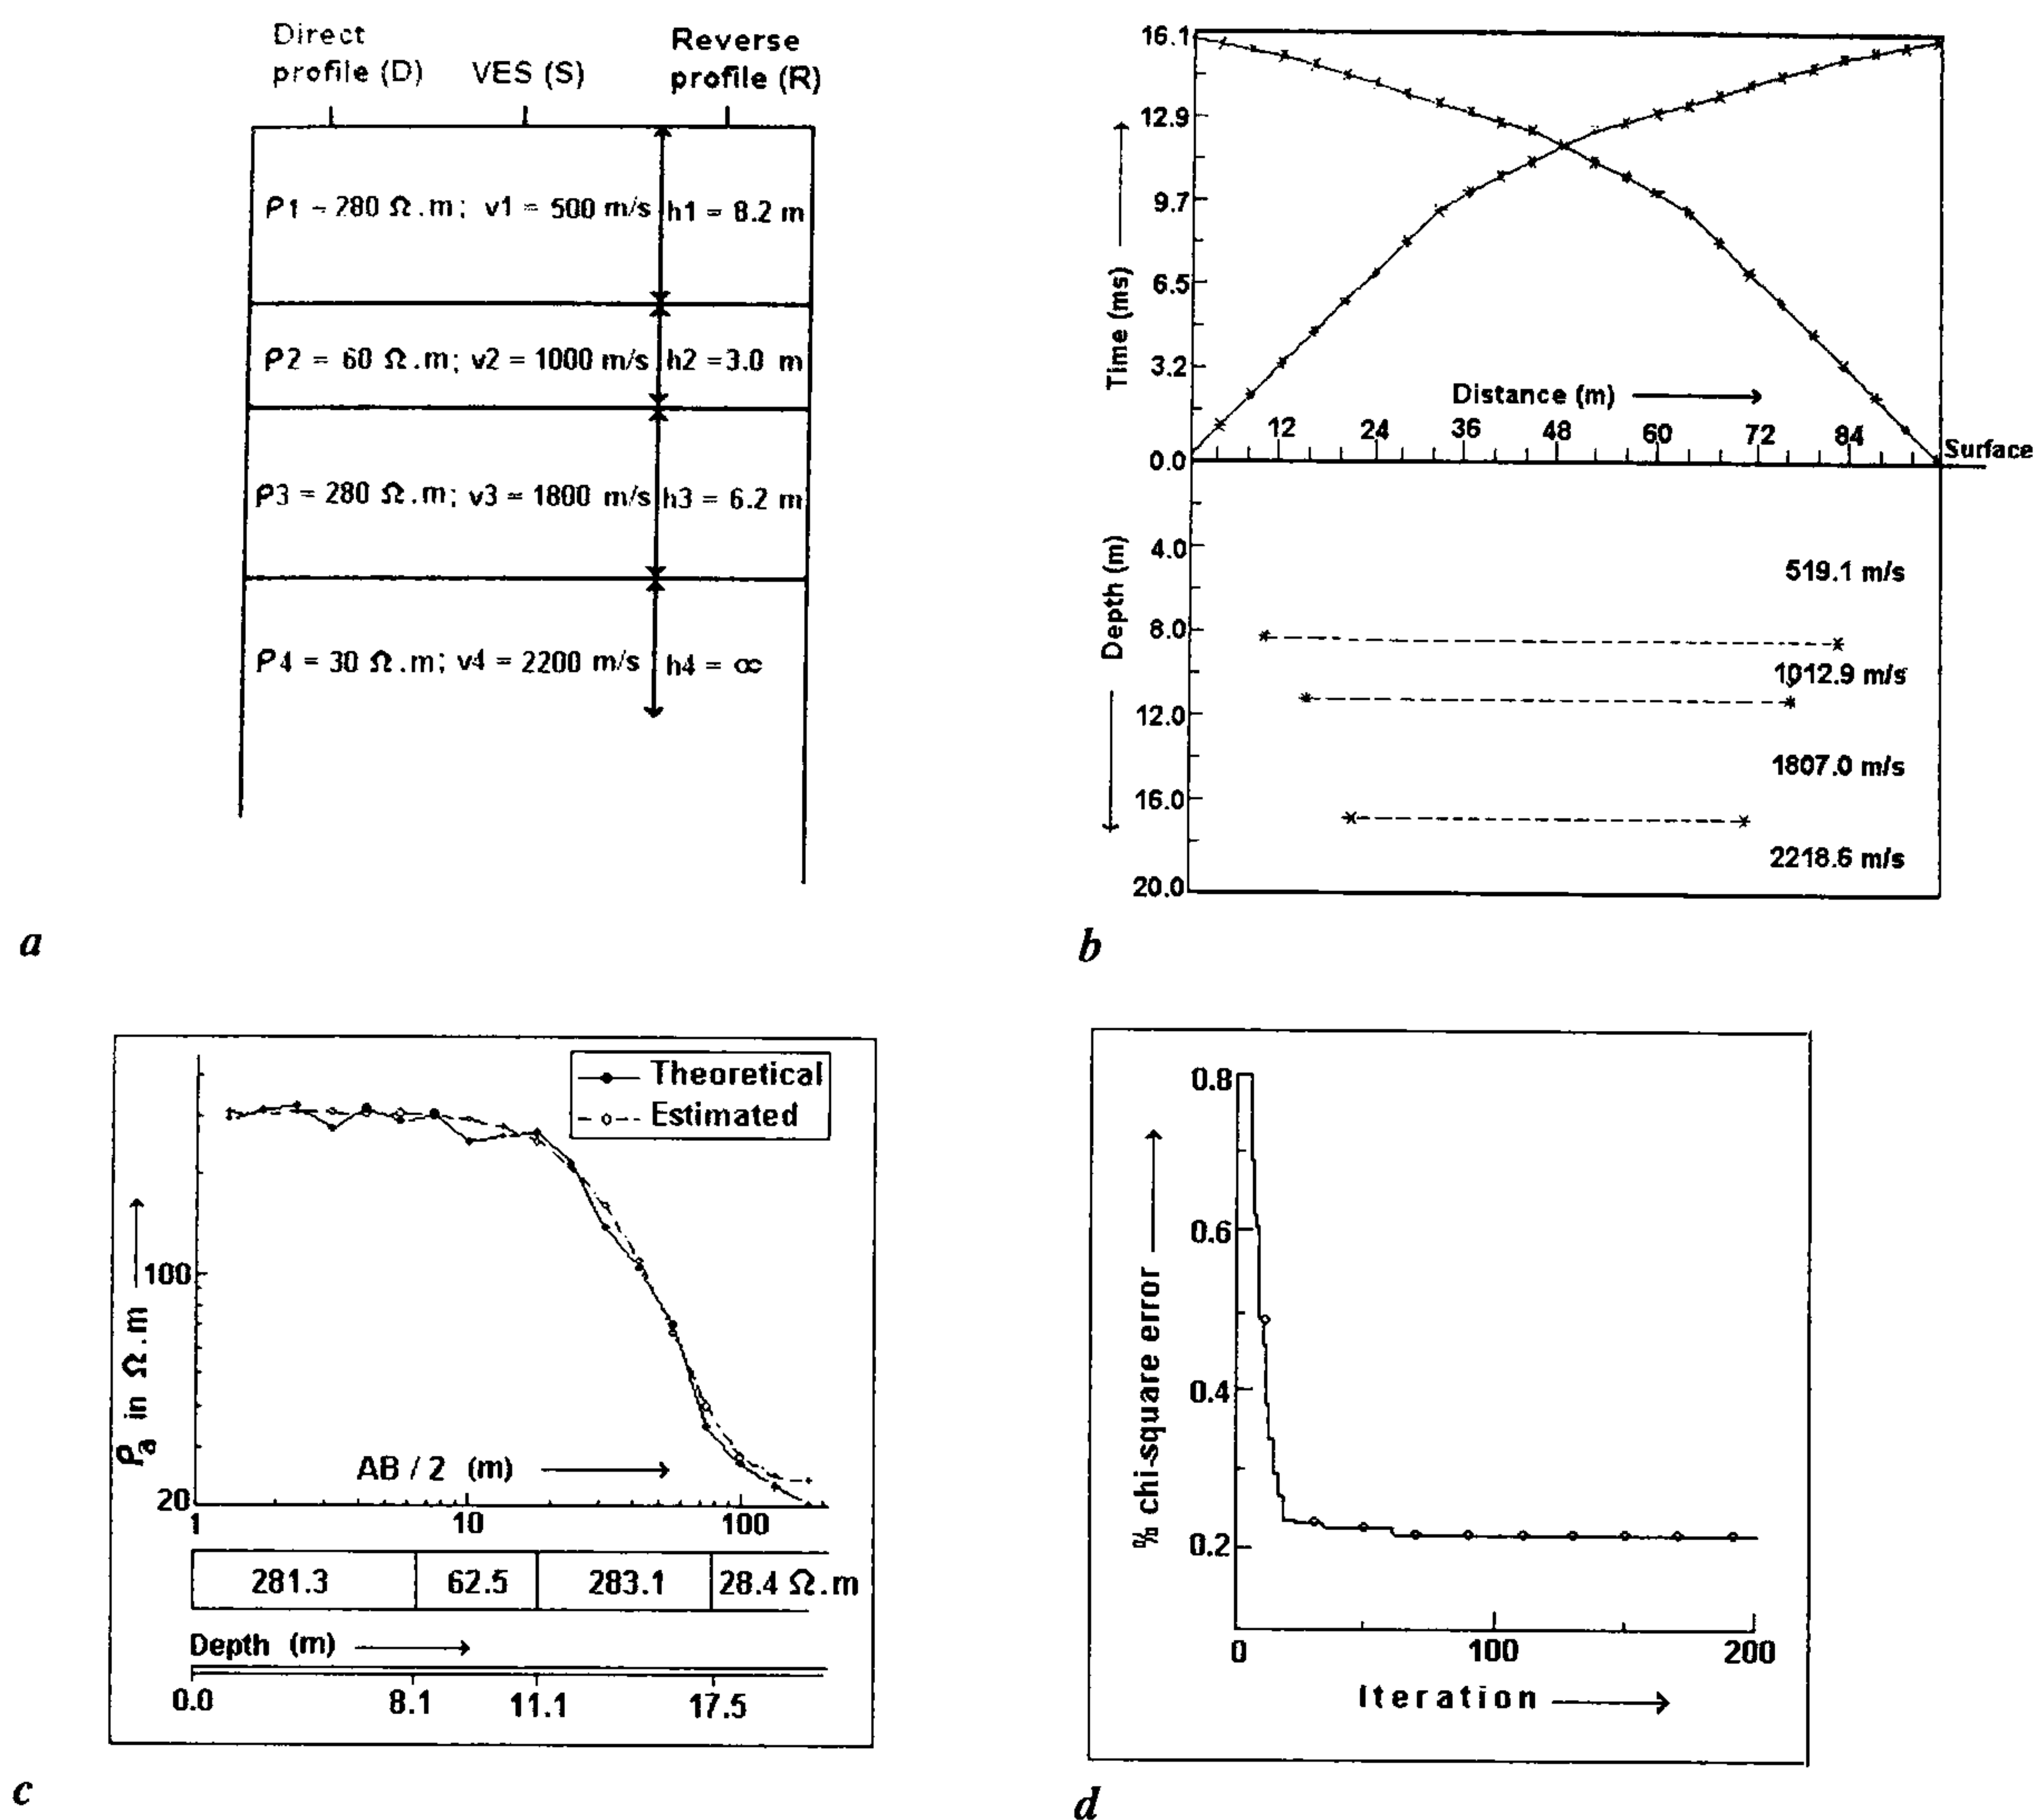 Direct
profile (D)
VES (S)
Reverse
profile (R)
ρ1 = 280 Ω.m; v1 = 500 m/s
h1 = 8.2 m
ρ2 = 60 Ω.m; v2 = 1000 m/s
h2 = 3.0 m
ρ3 = 280 Ω.m; v3 = 1800 m/s
h3 = 6.2 m
ρ4 = 30 Ω.m; v4 = 2200 m/s
h4 = ∞
a
16.1
12.9
9.7
6.5
3.2
0.0
Time (ms)
Distance (m)
12 24 36 48 60 72 84
Surface
4.0
8.0
12.0
16.0
20.0
Depth (m)
519.1 m/s
1012.9 m/s
1807.0 m/s
2218.6 m/s
b
Theoretical
Estimated
100
20
ρa in Ω.m
AB / 2 (m)
1 10 100
281.3 62.5 283.1 28.4 Ω.m
Depth (m)
0.0 8.1 11.1 17.5
c
0.8
0.6
0.4
0.2
% chi-square error
0 100 200
Iteration
d